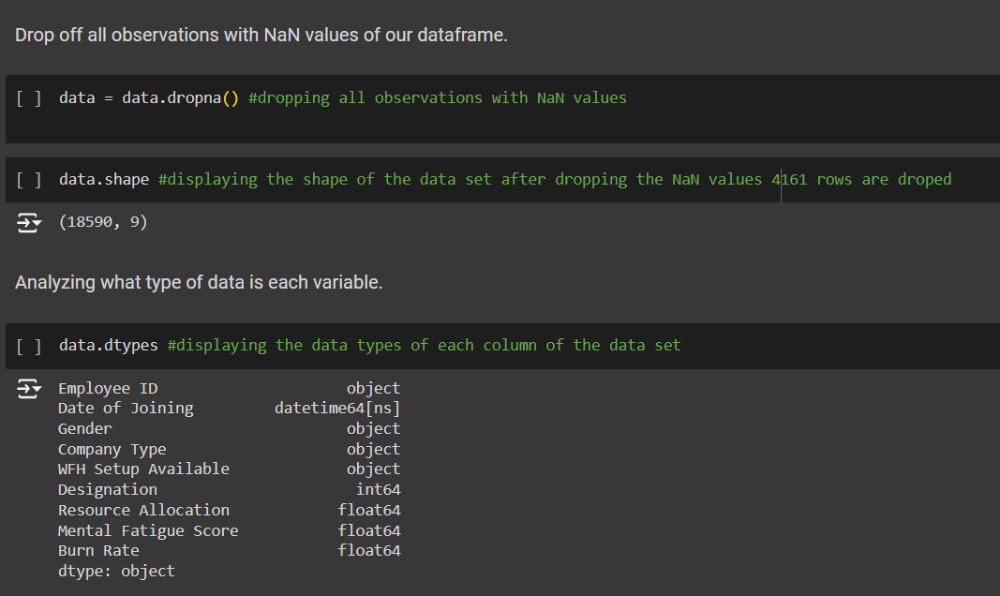 Drop off all observations with NaN values of our dataframe.
[ ] data = data.dropna() #dropping all observations with NaN values
[ ] data.shape #displaying the shape of the data set after dropping the NaN values 4161 rows are droped
(18590, 9)
Analyzing what type of data is each variable.
[ ] data.dtypes #displaying the data types of each column of the data set
Employee ID object
Date of Joining datetime64[ns]
Gender object
Company Type object
WFH Setup Available object
Designation int64
Resource Allocation float64
Mental Fatigue Score float64
Burn Rate float64
dtype: object